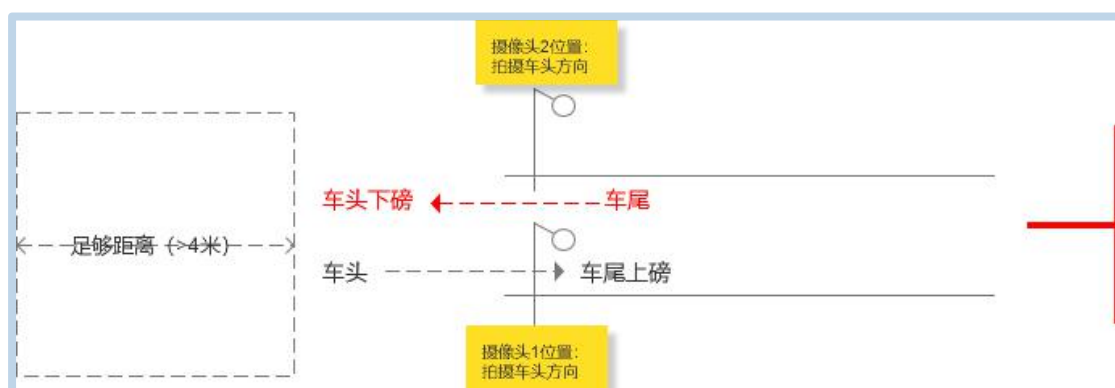 摄像头2位置：
拍摄车头方向
车头下磅
车尾
足够距离（>4米）
车头
车尾上磅
摄像头1位置：
拍摄车头方向